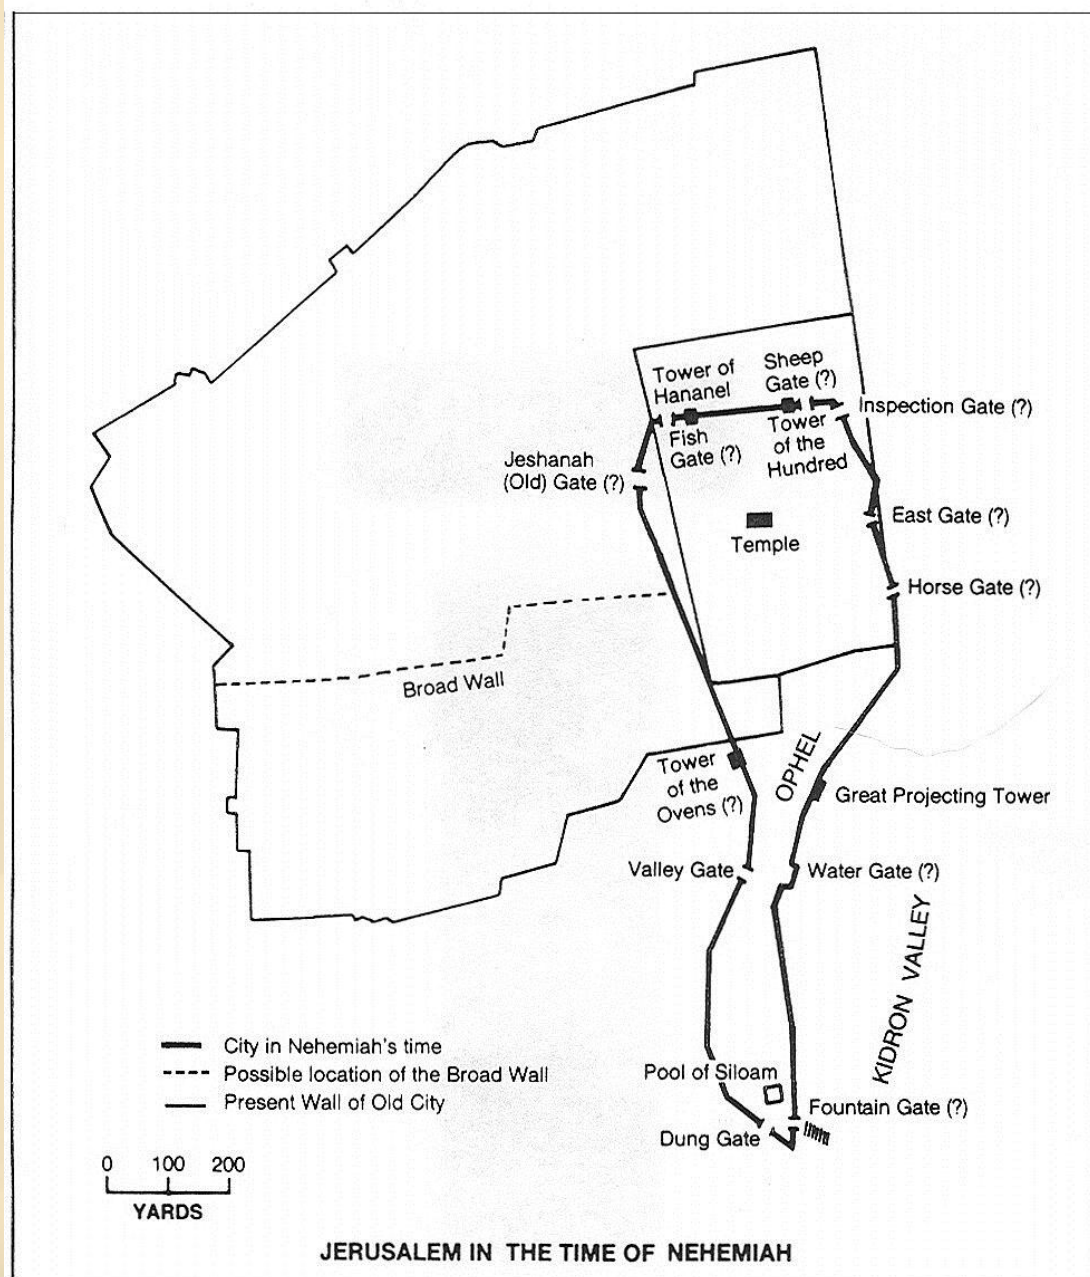 Tower of
Hananel
Sheep
Gate (?)
Inspection Gate (?)
Fish
Gate (?)
Tower
of the
Hundred
Jeshanah
(Old) Gate (?)
East Gate (?)
Temple
Horse Gate (?)
Broad Wall
OPHEL
Tower
of the
Ovens (?)
Great Projecting Tower
Valley Gate
Water Gate (?)
KIDRON VALLEY
City in Nehemiah's time
Possible location of the Broad Wall
Present Wall of Old City
Pool of Siloam
Fountain Gate (?)
Dung Gate
0 100 200
YARDS
JERUSALEM IN THE TIME OF NEHEMIAH